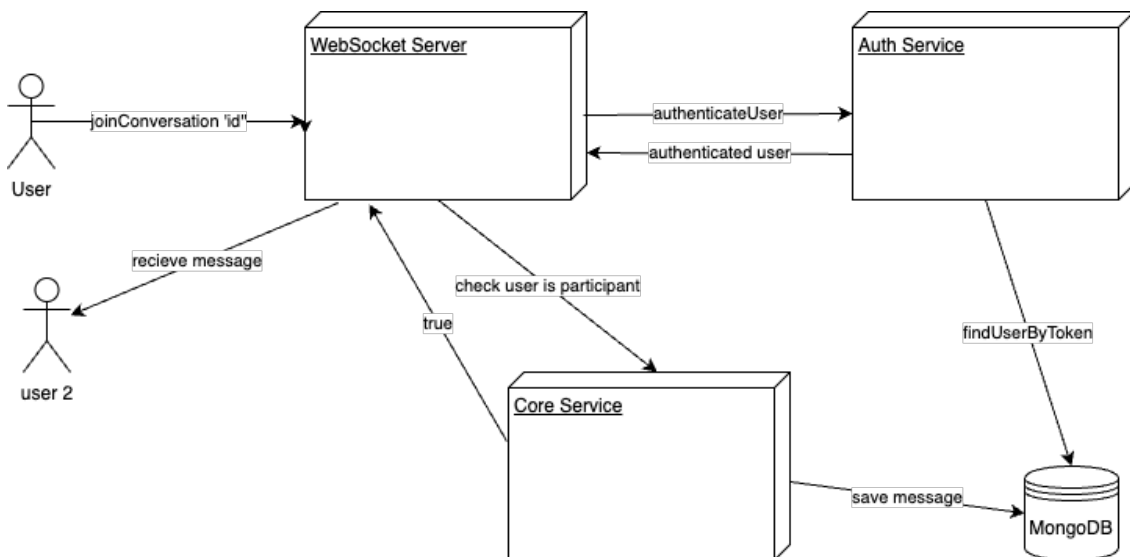 WebSocket Server
Auth Service
joinConversation 'id"
authenticateUser
authenticated user
User
recieve message
check user is participant
true
findUserByToken
user 2
Core Service
save message
MongoDB